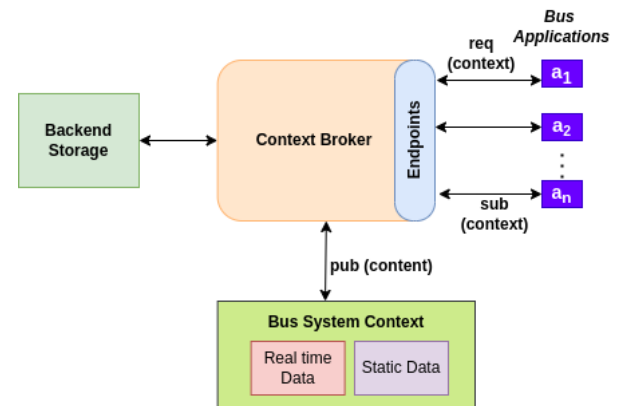 Bus
Applications
req
(context)
a1
Backend
Storage
Context Broker
Endpoints
a2
an
sub
(context)
pub (content)
Bus System Context
Real time
Data
Static Data